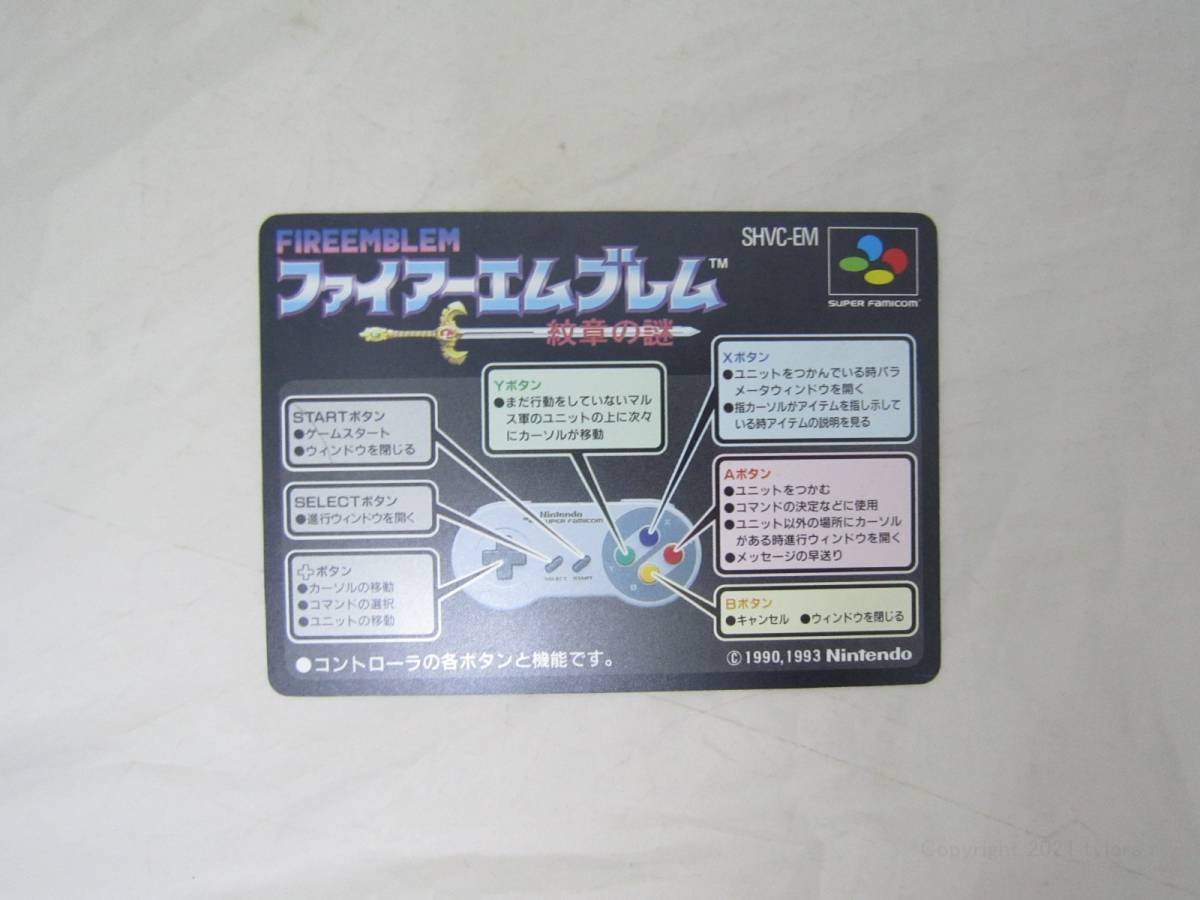 FIREEMBLEM
ファイアーエムブレム™
紋章の謎
SHVC-EM
SUPER FAMICOM
STARTボタン
●ゲームスタート
●ウィンドウを閉じる
SELECTボタン
●進行ウィンドウを開く
✚ボタン
●カーソルの移動
●コマンドの選択
●ユニットの移動
Yボタン
●まだ行動をしていないマル
ス軍のユニットの上に次々
にカーソルが移動
Xボタン
●ユニットをつかんでいる時パラ
メータウィンドウを開く
●指カーソルがアイテムを指し示して
いる時アイテムの説明を見る
Aボタン
●ユニットをつかむ
●コマンドの決定などに使用
●ユニット以外の場所にカーソル
がある時進行ウィンドウを開く
●メッセージの早送り
Bボタン
●キャンセル ●ウィンドウを閉じる
Nintendo
SUPER FAMICOM
X
Y
B
SELECT START
●コントローラの各ボタンと機能です。
©1990,1993 Nintendo
Copyright 2021